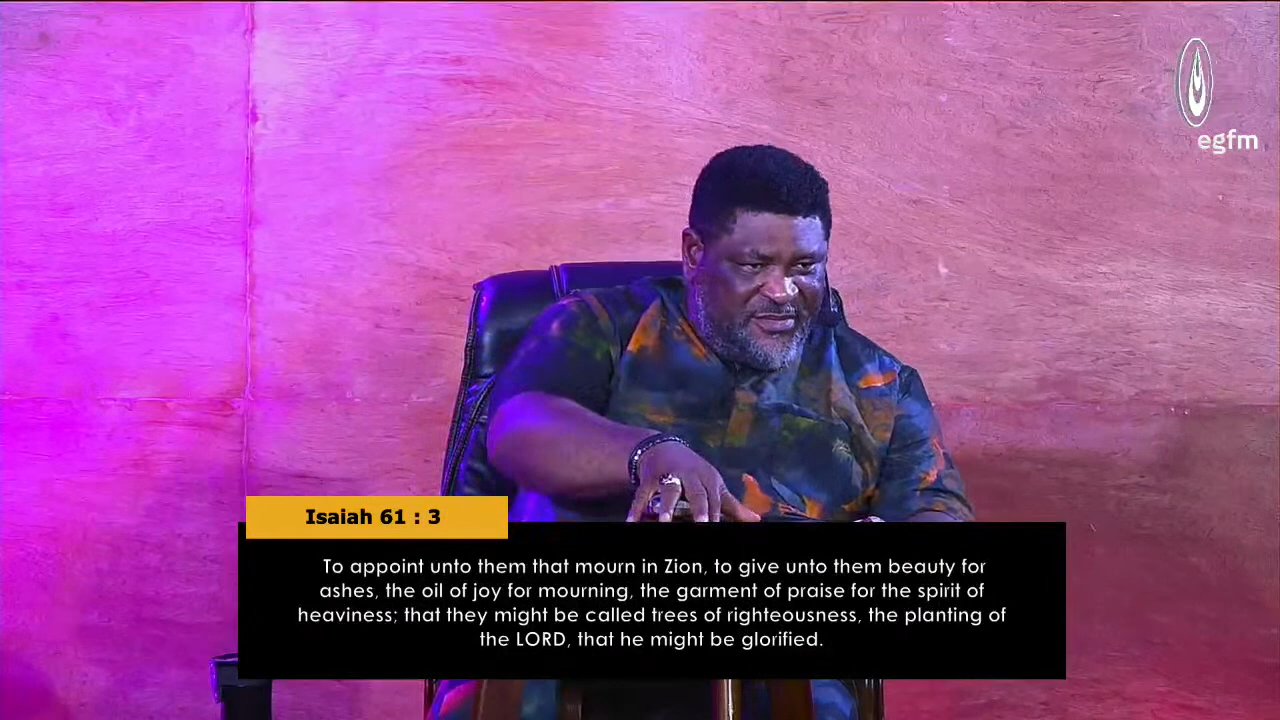 egfm
Isaiah 61 : 3
To appoint unto them that mourn in Zion, to give unto them beauty for
ashes, the oil of joy for mourning, the garment of praise for the spirit of
heaviness; that they might be called trees of righteousness, the planting of
the LORD, that he might be glorified.